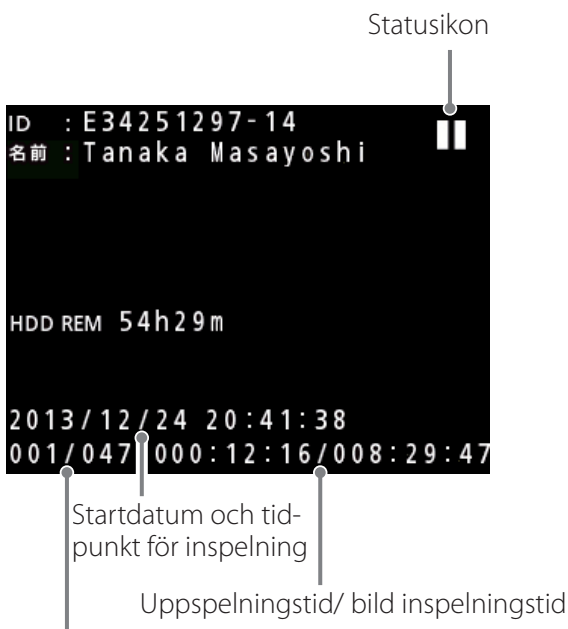 Statusikon
ID : E34251297-14
名前 : Tanaka Masayoshi
HDD REM 54h29m
2013/12/24 20:41:38
001/047 000:12:16/008:29:47
Startdatum och tid-
punkt för inspelning
Uppspelningstid/ bild inspelningstid